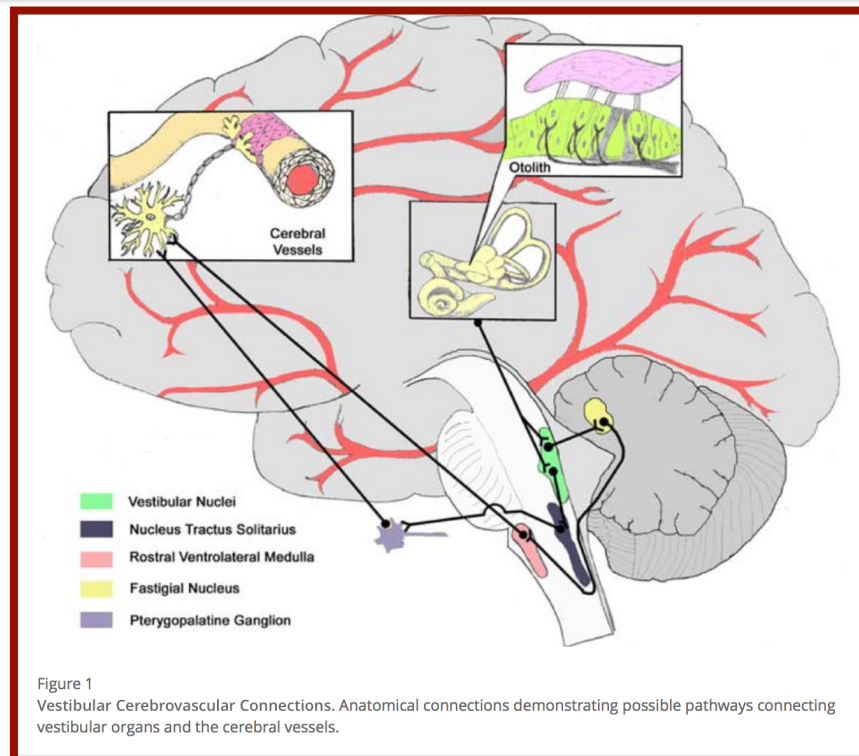 Otolith
Cerebral
Vessels
Vestibular Nuclei
Nucleus Tractus Solitarius
Rostral Ventrolateral Medulla
Fastigial Nucleus
Pterygopalatine Ganglion
Figure 1
Vestibular Cerebrovascular Connections. Anatomical connections demonstrating possible pathways connecting
vestibular organs and the cerebral vessels.